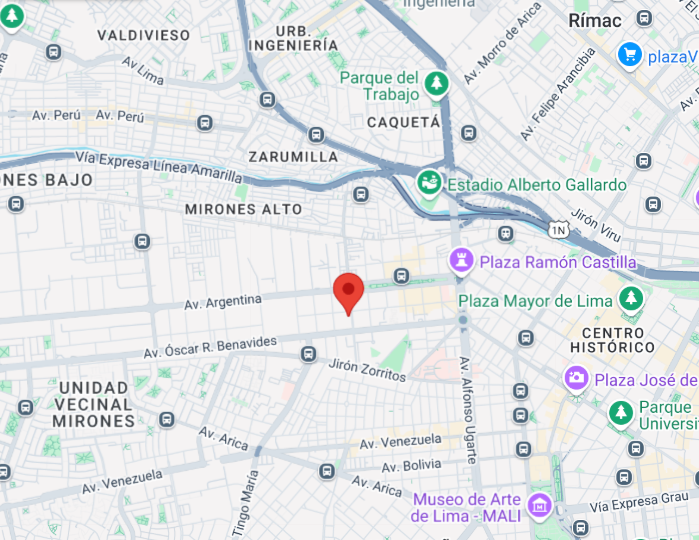 Ingeniería
Rímac
VALDIVIESO
URB.
INGENIERÍA
Av. Morro de Arica
plazaV
Av Lima
Parque del
Trabajo
Av. Felipe Arancibia
Av. Perú
Av. Perú
CAQUETÁ
Vía Expresa Línea Amarilla
ZARUMILLA
ONES BAJO
Estadio Alberto Gallardo
MIRONES ALTO
Jirón Viru
1N
Plaza Ramón Castilla
Av. Argentina
Plaza Mayor de Lima
Av. Óscar R. Benavides
CENTRO
HISTÓRICO
Jirón Zorritos
Av. Alfonso Ugarte
Plaza José de
UNIDAD
VECINAL
MIRONES
Parque
Universit
Av. Arica
Av. Venezuela
Av. Bolivia
Av. Venezuela
Tingo María
Av. Arica
Museo de Arte
de Lima - MALI
Vía Expresa Grau